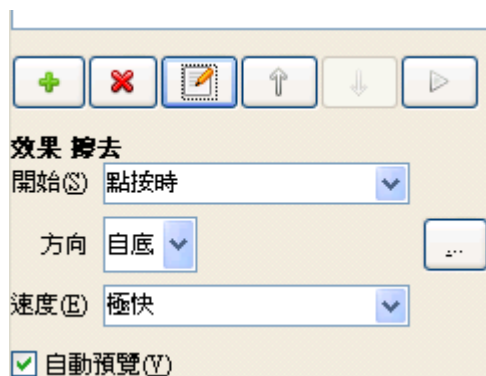 效果 擦去
開始(S) 點按時
方向 自底 ...
速度(E) 極快
自動預覽(Y)